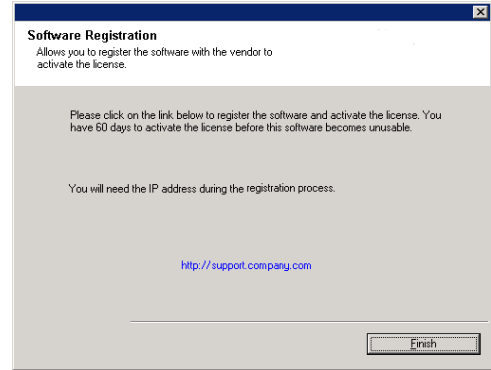 Software Registration
Allows you to register the software with the vendor to
activate the license.
Please click on the link below to register the software and activate the license. You
have 60 days to activate the license before this software becomes unusable.
You will need the IP address during the registration process.
http://support.company.com
Finish